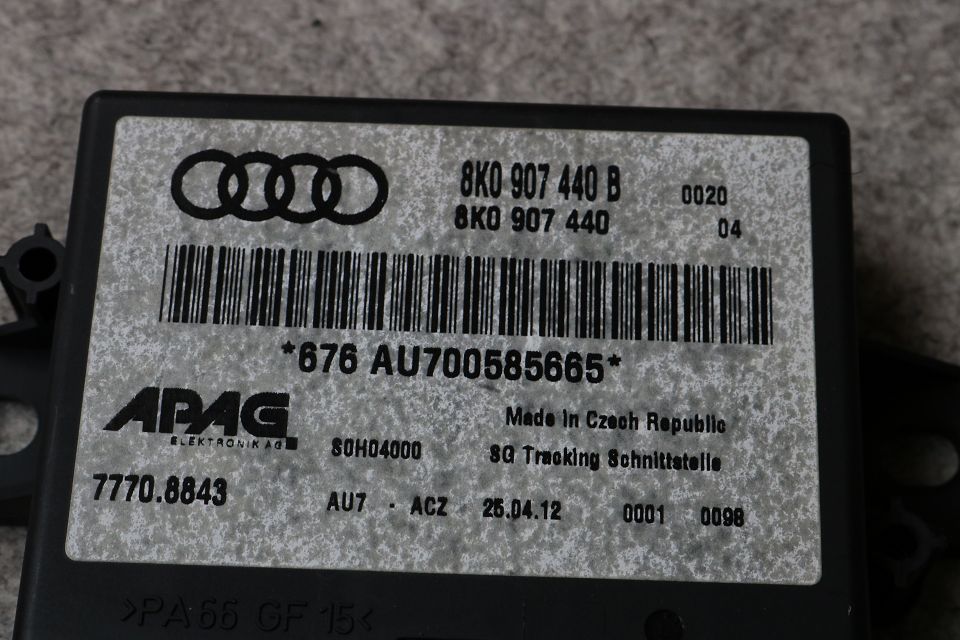 8K0 907 440 B 0020
8K0 907 440 04
*676 AU700585665*
APAG
ELEKTRONIK AG
Made in Czech Republic
S0H04000
SG Tracking Schnittstelle
7770.8843
AU7 - ACZ 25.04.12 0001 0098
>PA66 GF 15<